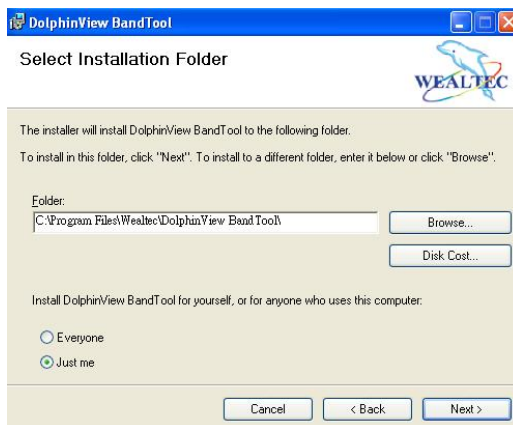 DolphinView BandTool
Select Installation Folder
WEALTEC
The installer will install DolphinView BandTool to the following folder.
To install in this folder, click "Next". To install to a different folder, enter it below or click "Browse".
Folder:
C:\Program Files\Wealtec\DolphinView BandTool\
Browse...
Disk Cost...
Install DolphinView BandTool for yourself, or for anyone who uses this computer:
Everyone
Just me
Cancel
< Back
Next >